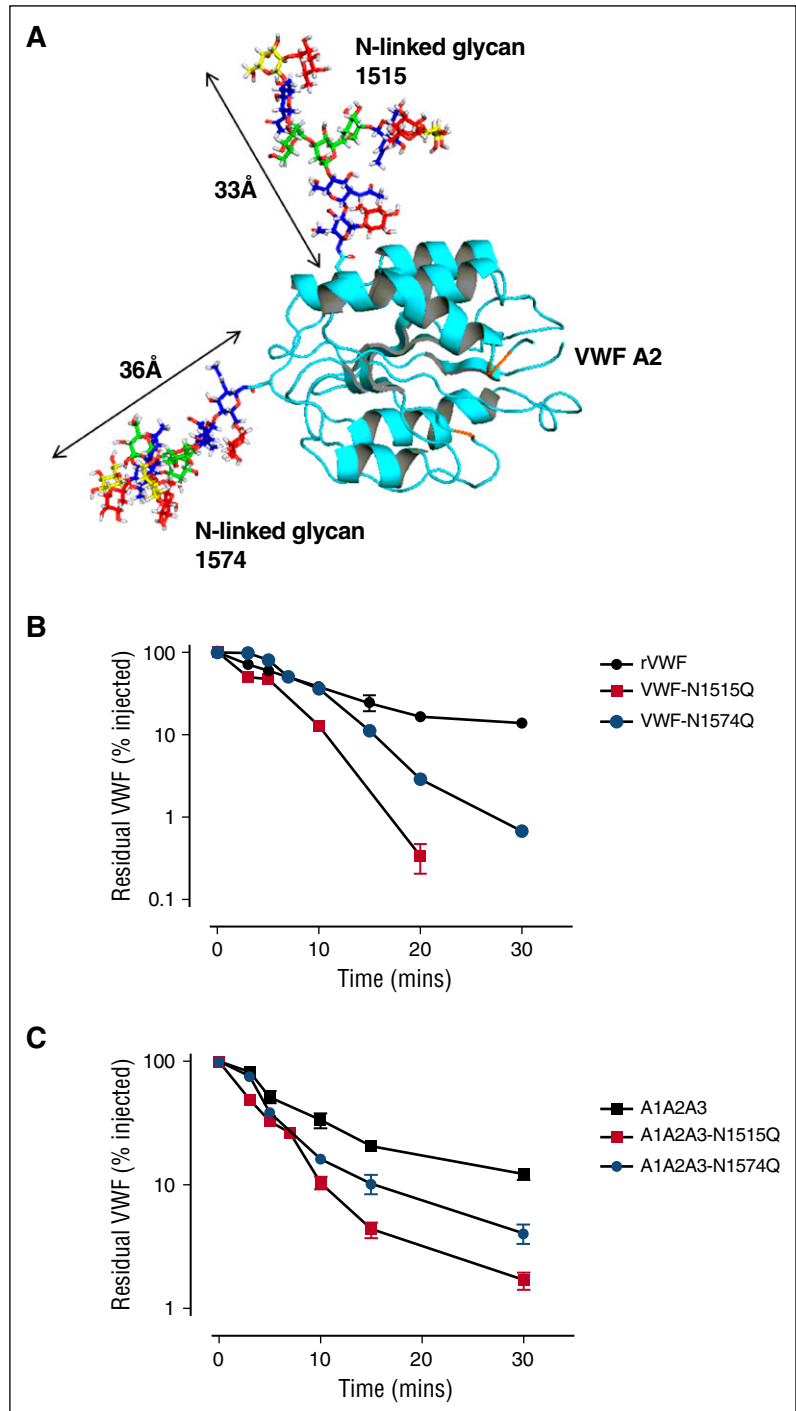 A
N-linked glycan
1515
33Å
36Å
VWF A2
N-linked glycan
1574
B
Residual VWF (% injected)
100
10
1
0.1
0
10
20
30
Time (mins)
rVWF
VWF-N1515Q
VWF-N1574Q
C
Residual VWF (% injected)
100
10
1
0
10
20
30
Time (mins)
A1A2A3
A1A2A3-N1515Q
A1A2A3-N1574Q